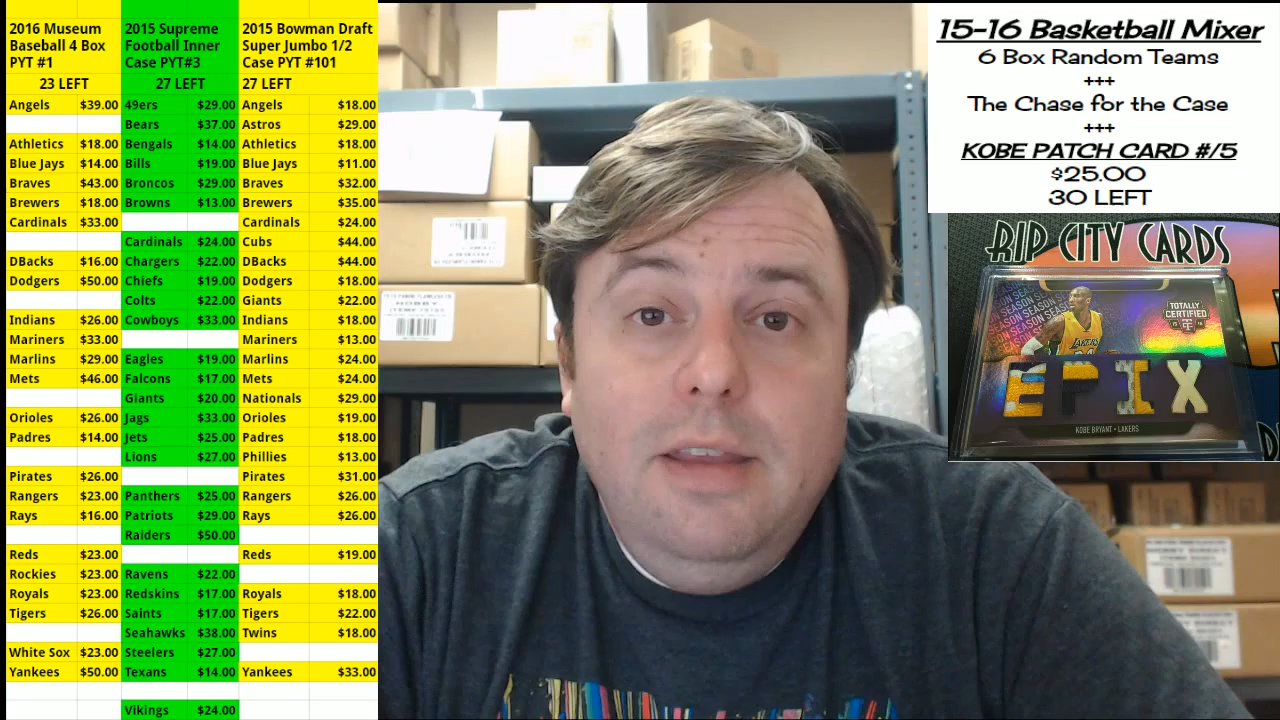 2016 Museum
Baseball 4 Box
PYT #1
23 LEFT
Angels $39.00
Athletics $18.00
Blue Jays $14.00
Braves $43.00
Brewers $18.00
Cardinals $33.00
DBacks $16.00
Dodgers $50.00
Indians $26.00
Mariners $33.00
Marlins $29.00
Mets $46.00
Orioles $26.00
Padres $14.00
Pirates $26.00
Rangers $23.00
Rays $16.00
Reds $23.00
Rockies $23.00
Royals $23.00
Tigers $26.00
White Sox $23.00
Yankees $50.00
2015 Supreme
Football Inner
Case PYT#3
27 LEFT
49ers $29.00
Bears $37.00
Bengals $14.00
Bills $19.00
Broncos $29.00
Browns $13.00
Cardinals $24.00
Chargers $22.00
Chiefs $19.00
Colts $22.00
Cowboys $33.00
Eagles $19.00
Falcons $17.00
Giants $20.00
Jags $33.00
Jets $25.00
Lions $27.00
Panthers $25.00
Patriots $29.00
Raiders $50.00
Ravens $22.00
Redskins $17.00
Saints $17.00
Seahawks $38.00
Steelers $27.00
Texans $14.00
Vikings $24.00
2015 Bowman Draft
Super Jumbo 1/2
Case PYT #101
27 LEFT
Angels $18.00
Astros $29.00
Athletics $18.00
Blue Jays $11.00
Braves $32.00
Brewers $35.00
Cardinals $24.00
Cubs $44.00
DBacks $44.00
Dodgers $18.00
Giants $22.00
Indians $18.00
Mariners $13.00
Marlins $24.00
Mets $24.00
Nationals $29.00
Orioles $19.00
Padres $18.00
Phillies $13.00
Pirates $31.00
Rangers $26.00
Rays $26.00
Reds $19.00
Royals $18.00
Tigers $22.00
Twins $18.00
Yankees $33.00
15-16 Basketball Mixer
6 Box Random Teams
+++
The Chase for the Case
+++
KOBE PATCH CARD #/5
$25.00
30 LEFT
RIP CITY CARDS
TOTALLY
CERTIFIED
LAKERS
EPIX
KOBE BRYANT • LAKERS